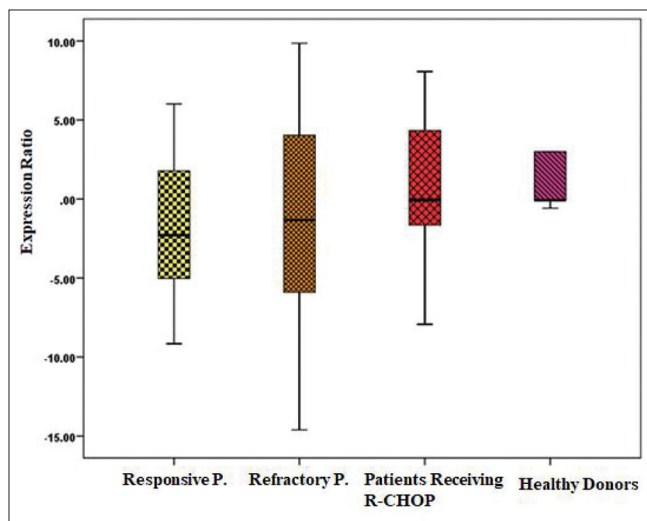 10.00
5.00
.00
-5.00
-10.00
-15.00
Expression Ratio
Responsive P.
Refractory P.
Patients Receiving
R-CHOP
Healthy Donors